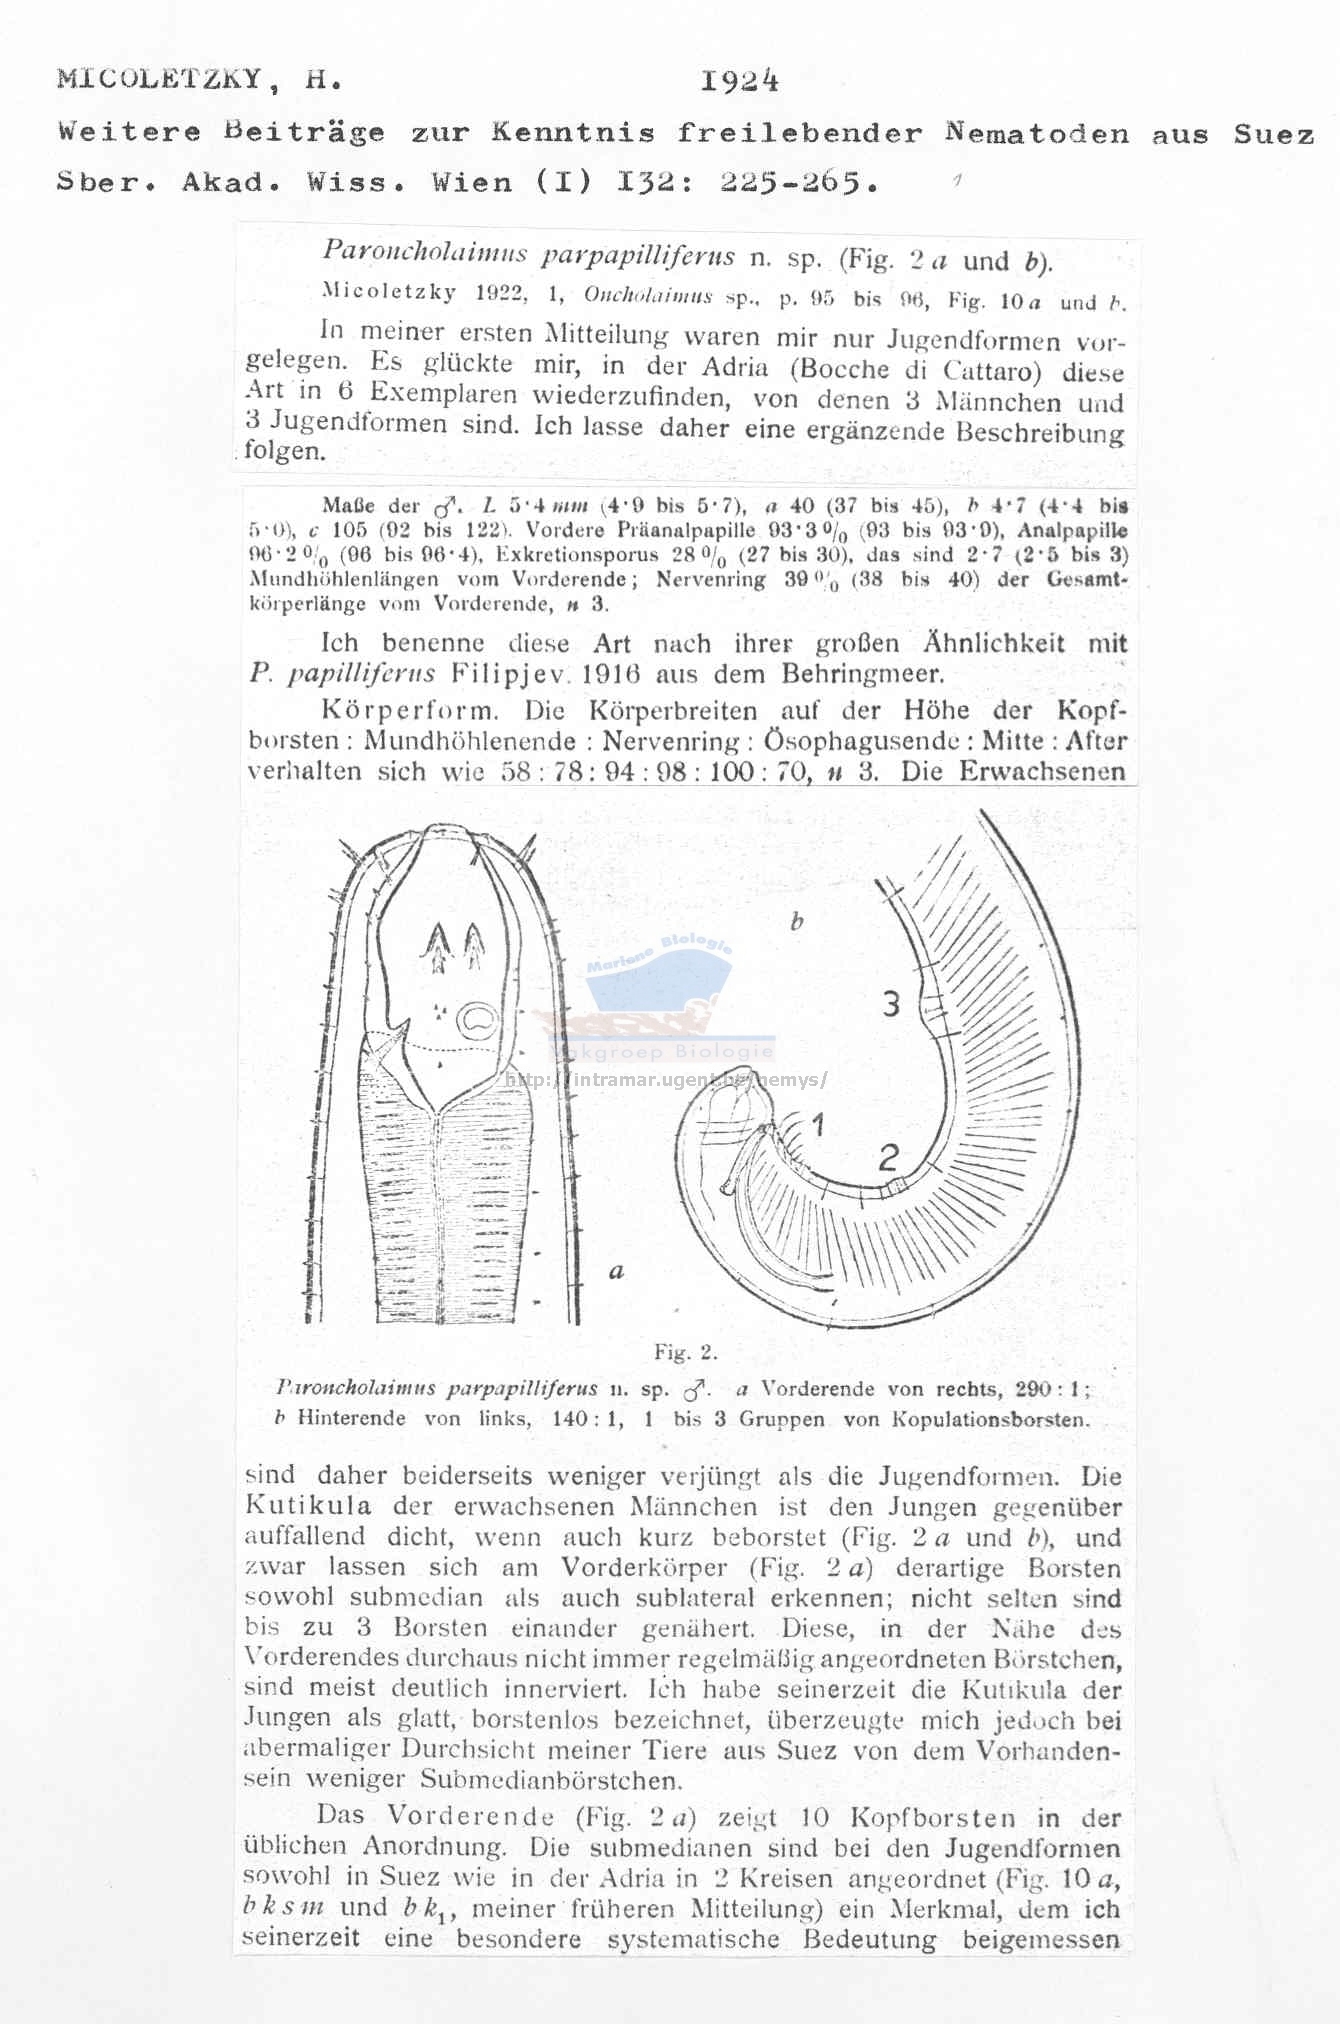 MICOLETZKY, H. 1924
Weitere Beiträge zur Kenntnis freilebender Nematoden aus Suez
Sber. Akad. Wiss. Wien (I) I32: 225-265. 1
Paroncholaimus parpapilliferus n. sp. (Fig. 2 a und b).
Micoletzky 1922, 1, Oncholaimus sp., p. 95 bis 96, Fig. 10 a und b.
In meiner ersten Mitteilung waren mir nur Jugendformen vor-
gelegen. Es glückte mir, in der Adria (Bocche di Cattaro) diese
Art in 6 Exemplaren wiederzufinden, von denen 3 Männchen und
3 Jugendformen sind. Ich lasse daher eine ergänzende Beschreibung
folgen.
Maße der ♂. L 5·4 mm (4·9 bis 5·7), a 40 (37 bis 45), b 4·7 (4·4 bis
5·0), c 105 (92 bis 122). Vordere Präanalpapille 93·3 % (93 bis 93·9), Analpapille
96·2 % (96 bis 96·4), Exkretionsporus 28 % (27 bis 30), das sind 2·7 (2·5 bis 3)
Mundhöhlenlängen vom Vorderende; Nervenring 39 % (38 bis 40) der Gesamt-
körperlänge vom Vorderende, n 3.
Ich benenne diese Art nach ihrer großen Ähnlichkeit mit
P. papilliferus Filipjev 1916 aus dem Behringmeer.
Körperform. Die Körperbreiten auf der Höhe der Kopf-
borsten : Mundhöhlenende : Nervenring : Ösophagusende : Mitte : After
verhalten sich wie 58 : 78 : 94 : 98 : 100 : 70, n 3. Die Erwachsenen
b
3
Mariene Biologie
Vakgroep Biologie
http://intramar.ugent.be/nemys/
1
2
a
Fig. 2.
Paroncholaimus parpapilliferus n. sp. ♂. a Vorderende von rechts, 290 : 1;
b Hinterende von links, 140 : 1, 1 bis 3 Gruppen von Kopulationsborsten.
sind daher beiderseits weniger verjüngt als die Jugendformen. Die
Kutikula der erwachsenen Männchen ist den Jungen gegenüber
auffallend dicht, wenn auch kurz beborstet (Fig. 2 a und b), und
zwar lassen sich am Vorderkörper (Fig. 2 a) derartige Borsten
sowohl submedian als auch sublateral erkennen; nicht selten sind
bis zu 3 Borsten einander genähert. Diese, in der Nähe des
Vorderendes durchaus nicht immer regelmäßig angeordneten Börstchen,
sind meist deutlich innerviert. Ich habe seinerzeit die Kutikula der
Jungen als glatt, borstenlos bezeichnet, überzeugte mich jedoch bei
abermaliger Durchsicht meiner Tiere aus Suez von dem Vorhanden-
sein weniger Submedianbörstchen.
Das Vorderende (Fig. 2 a) zeigt 10 Kopfborsten in der
üblichen Anordnung. Die submedianen sind bei den Jugendformen
sowohl in Suez wie in der Adria in 2 Kreisen angeordnet (Fig. 10 a,
b k s m und b k₁, meiner früheren Mitteilung) ein Merkmal, dem ich
seinerzeit eine besondere systematische Bedeutung beigemessen